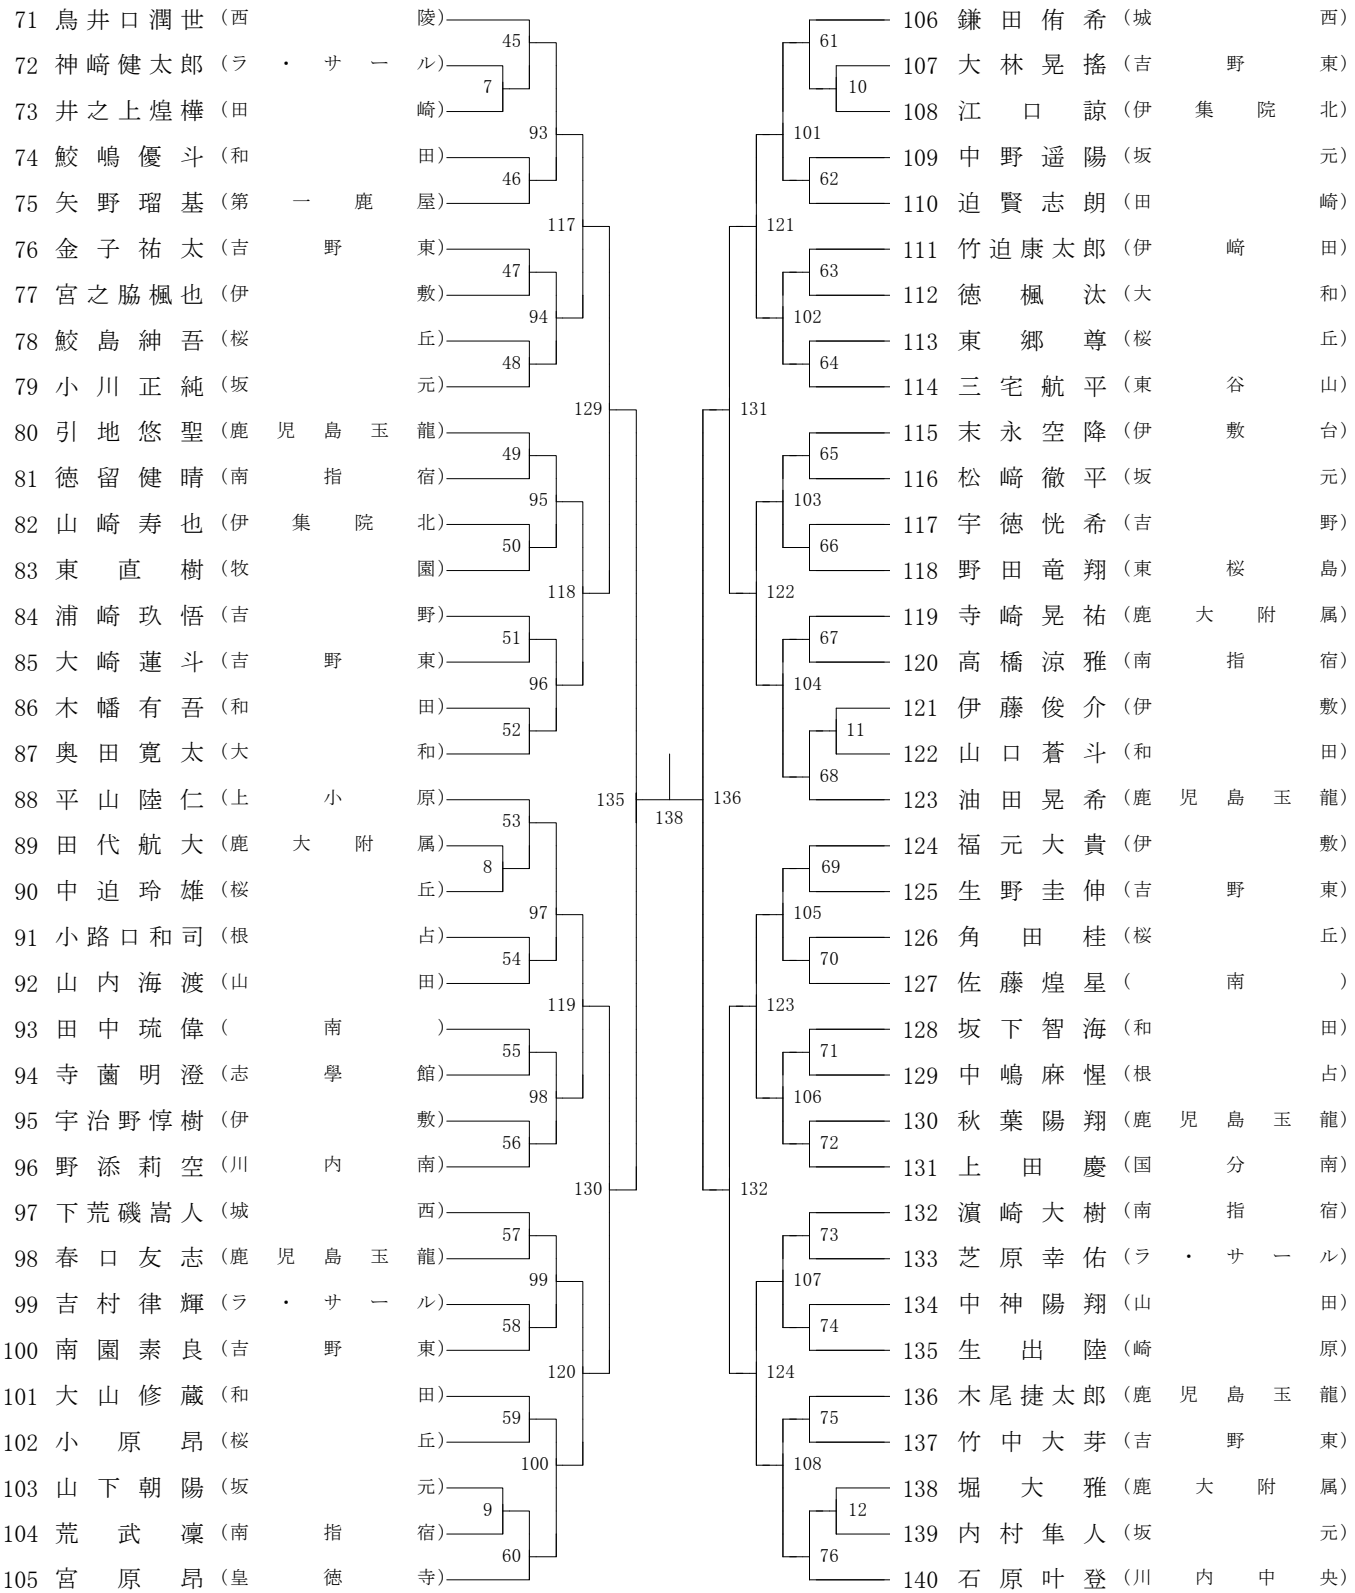 71 鳥井口潤世 (西陵)
45
72 神﨑健太郎 (ラ・サール)
7
73 井之上煌樺 (田崎)
93
74 鮫嶋優斗 (和田)
46
75 矢野瑠基 (第一鹿屋)
117
76 金子祐太 (吉野東)
47
77 宮之脇楓也 (伊敷)
94
78 鮫島紳吾 (桜丘)
48
79 小川正純 (坂元)
129
80 引地悠聖 (鹿児島玉龍)
49
81 徳留健晴 (南指宿)
95
82 山崎寿也 (伊集院北)
50
83 東直樹 (牧園)
118
84 浦崎玖悟 (吉野)
51
85 大崎蓮斗 (吉野東)
96
86 木幡有吾 (和田)
52
87 奥田寛太 (大和)
88 平山陸仁 (上小原)
135
53
89 田代航大 (鹿大附属)
8
90 中迫玲雄 (桜丘)
97
91 小路口和司 (根占)
54
92 山内海渡 (山田)
119
93 田中琉偉 (南)
55
94 寺薗明澄 (志學館)
98
95 宇治野惇樹 (伊敷)
56
96 野添莉空 (川内南)
130
97 下荒磯嵩人 (城西)
57
98 春口友志 (鹿児島玉龍)
99
99 吉村律輝 (ラ・サール)
58
100 南園素良 (吉野東)
120
101 大山修蔵 (和田)
59
102 小原昂 (桜丘)
100
103 山下朝陽 (坂元)
9
104 荒武凜 (南指宿)
60
105 宮原昂 (皇徳寺)
138
106 鎌田侑希 (城西)
61
107 大林晃搖 (吉野東)
10
108 江口諒 (伊集院北)
101
109 中野遥陽 (坂元)
62
110 迫賢志朗 (田崎)
121
111 竹迫康太郎 (伊﨑田)
63
112 徳楓汰 (大和)
102
113 東郷尊 (桜丘)
64
114 三宅航平 (東谷山)
131
115 末永空降 (伊敷台)
65
116 松﨑徹平 (坂元)
103
117 宇徳恍希 (吉野)
66
118 野田竜翔 (東桜島)
122
119 寺崎晃祐 (鹿大附属)
67
120 高橋涼雅 (南指宿)
104
121 伊藤俊介 (伊敷)
11
122 山口蒼斗 (和田)
68
123 油田晃希 (鹿児島玉龍)
136
124 福元大貴 (伊敷)
69
125 生野圭伸 (吉野東)
105
126 角田桂 (桜丘)
70
127 佐藤煌星 (南)
123
128 坂下智海 (和田)
71
129 中嶋麻惺 (根占)
106
130 秋葉陽翔 (鹿児島玉龍)
72
131 上田慶 (国分南)
132
132 濵崎大樹 (南指宿)
73
133 芝原幸佑 (ラ・サール)
107
134 中神陽翔 (山田)
74
135 生出陸 (崎原)
124
136 木尾捷太郎 (鹿児島玉龍)
75
137 竹中大芽 (吉野東)
108
138 堀大雅 (鹿大附属)
12
139 内村隼人 (坂元)
76
140 石原叶登 (川内中央)